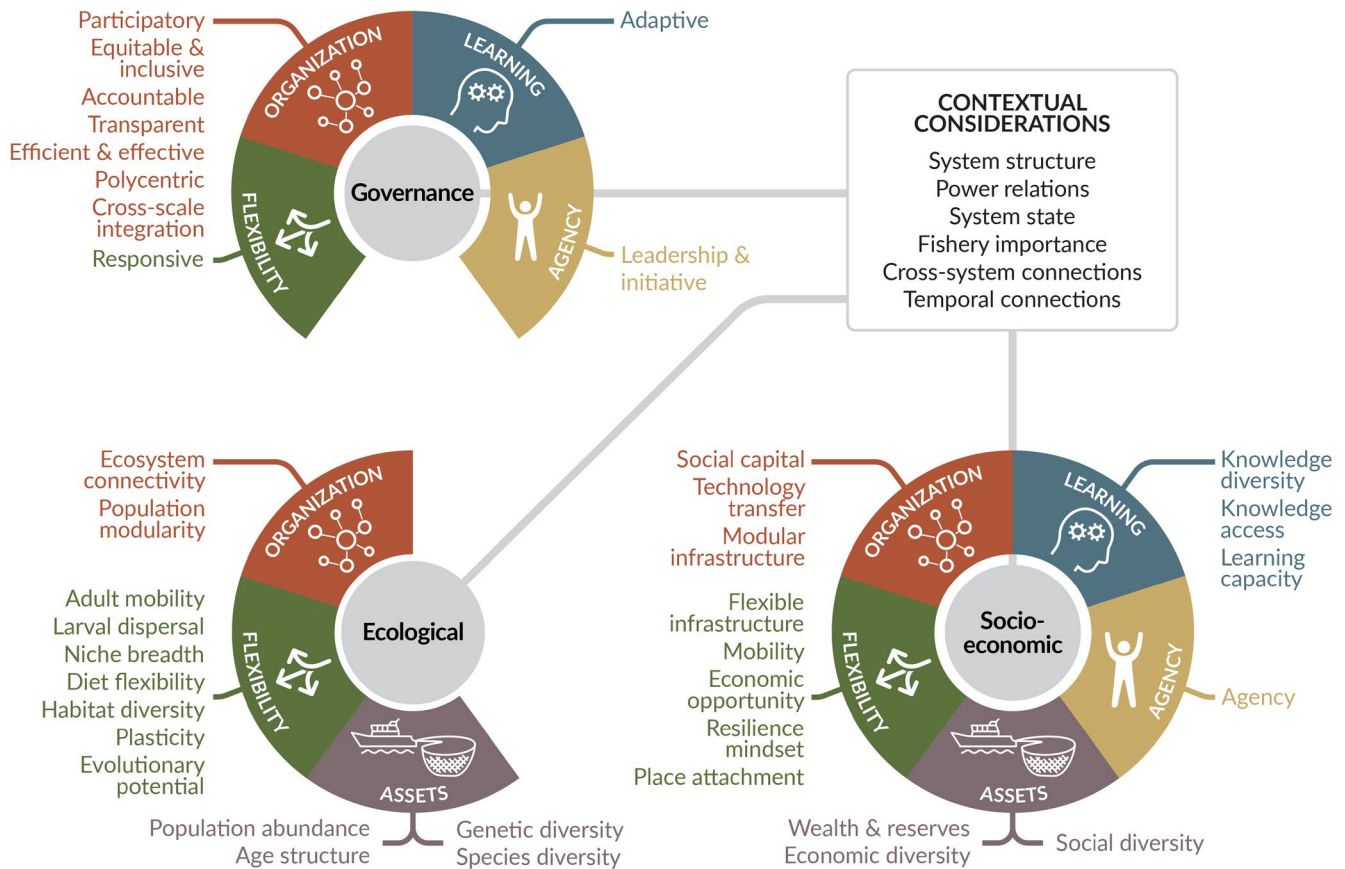 Participatory
Equitable &
inclusive
Accountable
Transparent
Efficient & effective
Polycentric
Cross-scale
integration
Responsive
ORGANIZATION
LEARNING
FLEXIBILITY
AGENCY
Governance
Adaptive
Leadership &
initiative
CONTEXTUAL
CONSIDERATIONS
System structure
Power relations
System state
Fishery importance
Cross-system connections
Temporal connections
Ecosystem
connectivity
Population
modularity
Adult mobility
Larval dispersal
Niche breadth
Diet flexibility
Habitat diversity
Plasticity
Evolutionary
potential
ORGANIZATION
FLEXIBILITY
ASSETS
Ecological
Population abundance
Age structure
Genetic diversity
Species diversity
Social capital
Technology
transfer
Modular
infrastructure
Flexible
infrastructure
Mobility
Economic
opportunity
Resilience
mindset
Place attachment
ORGANIZATION
LEARNING
FLEXIBILITY
AGENCY
ASSETS
Socio-
economic
Knowledge
diversity
Knowledge
access
Learning
capacity
Agency
Wealth & reserves
Economic diversity
Social diversity